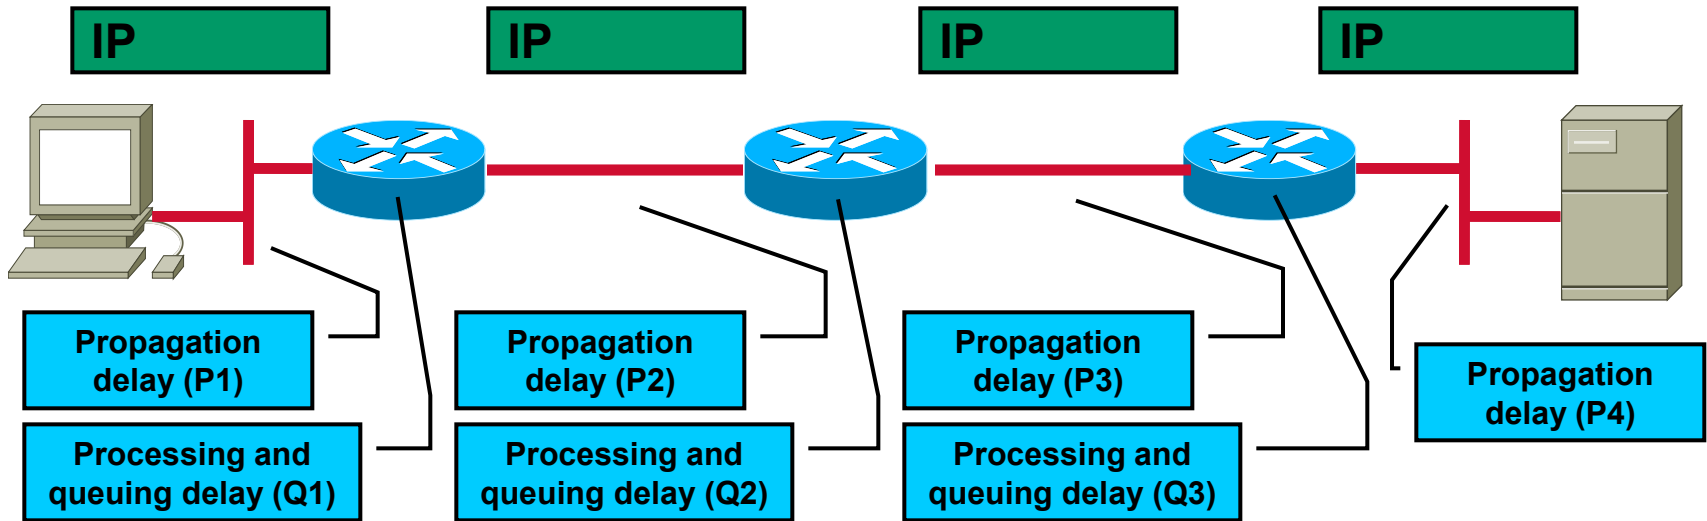 IP
IP
IP
IP
Propagation
delay (P1)
Propagation
delay (P2)
Propagation
delay (P3)
Propagation
delay (P4)
Processing and
queuing delay (Q1)
Processing and
queuing delay (Q2)
Processing and
queuing delay (Q3)